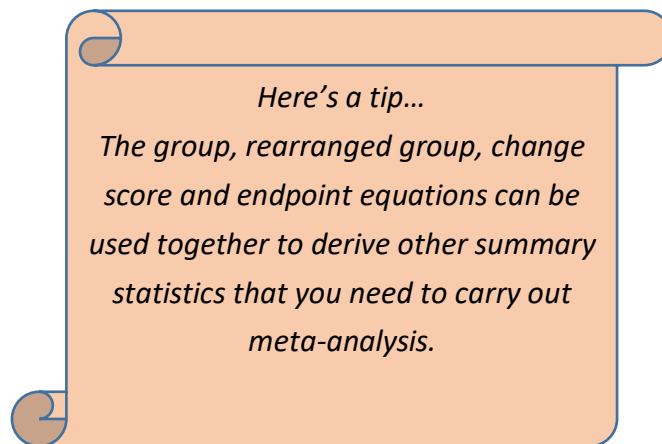 Here’s a tip…
The group, rearranged group, change
score and endpoint equations can be
used together to derive other summary
statistics that you need to carry out
meta-analysis.